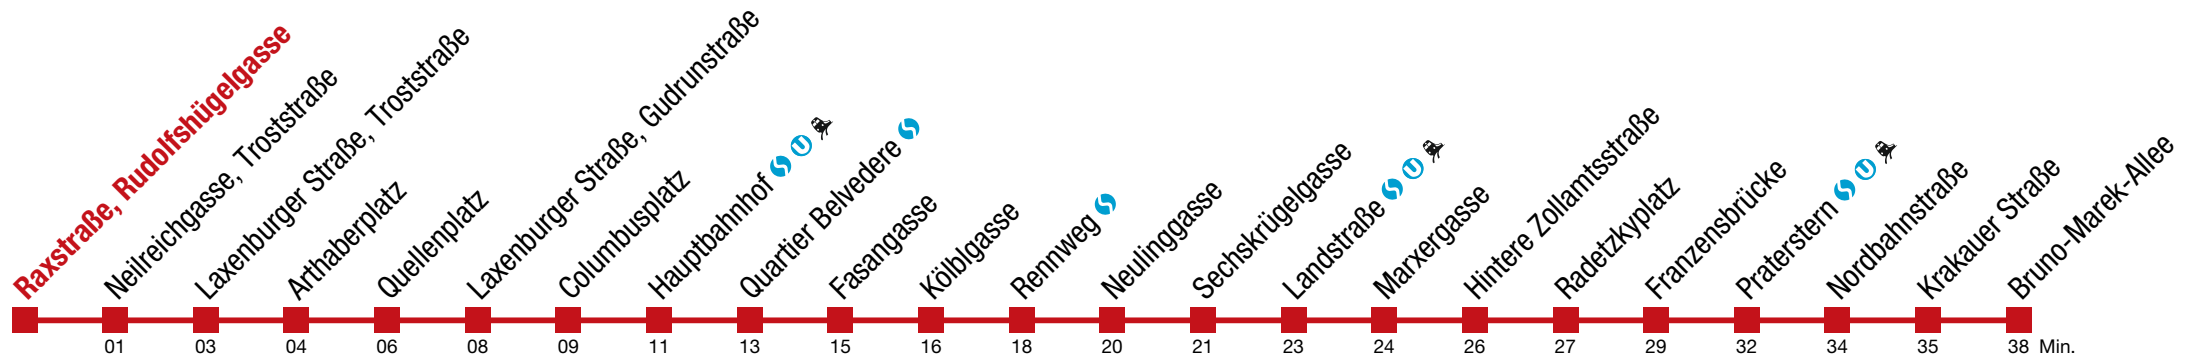 Raxstraße, Rudolfshügelgasse
Neilreichgasse, Troststraße
Laxenburger Straße, Troststraße
Arthaberplatz
Quellenplatz
Laxenburger Straße, Gudrunstraße
Columbusplatz
Hauptbahnhof S U
Quartier Belvedere S
Fasangasse
Kölblgasse
Rennweg S
Neulinggasse
Sechskrügelgasse
Landstraße S U
Marxergasse
Hintere Zollamtsstraße
Radetzkyplatz
Franzensbrücke
Praterstern S U
Nordbahnstraße
Krakauer Straße
Bruno-Marek-Allee
01 03 04 06 08 09 11 13 15 16 18 20 21 23 24 26 27 29 32 34 35 38 Min.